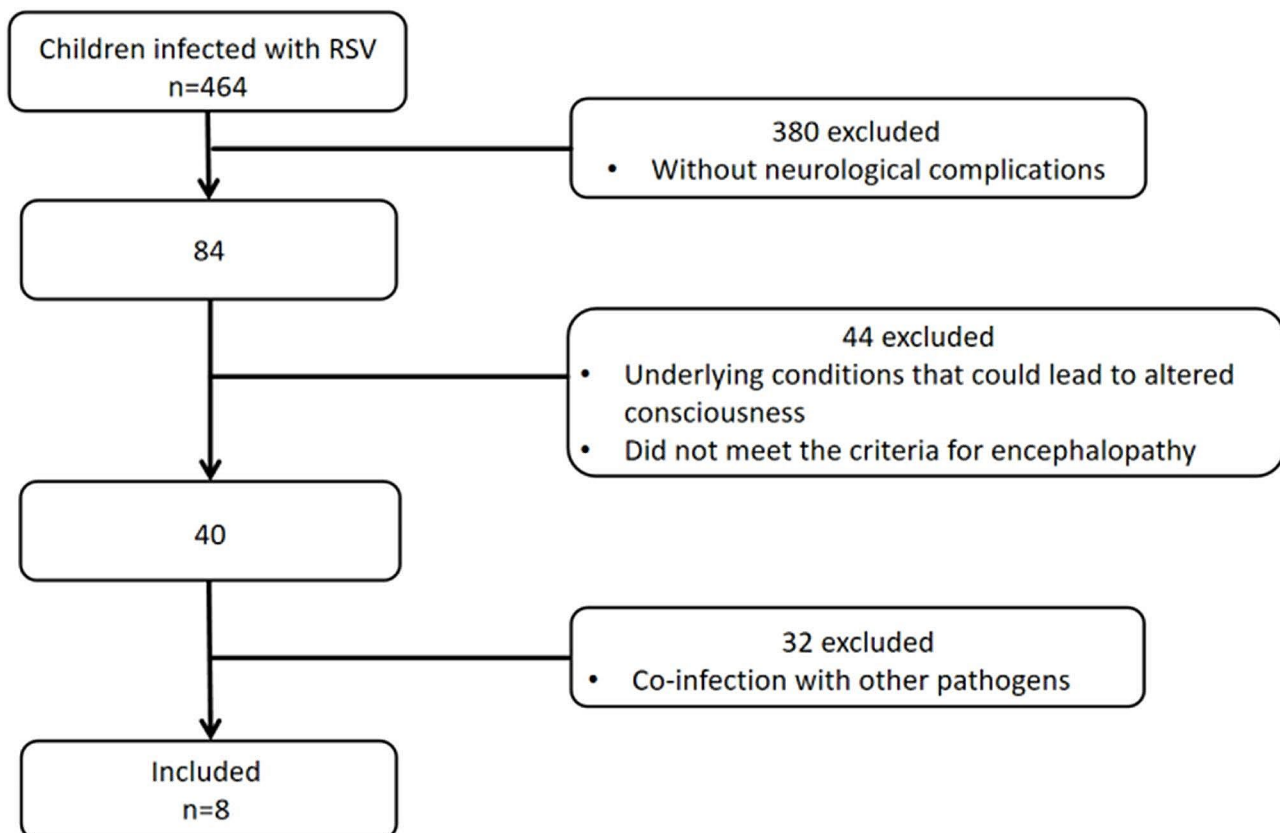 Children infected with RSV
n=464
380 excluded
• Without neurological complications
84
44 excluded
• Underlying conditions that could lead to altered
consciousness
• Did not meet the criteria for encephalopathy
40
32 excluded
• Co-infection with other pathogens
Included
n=8